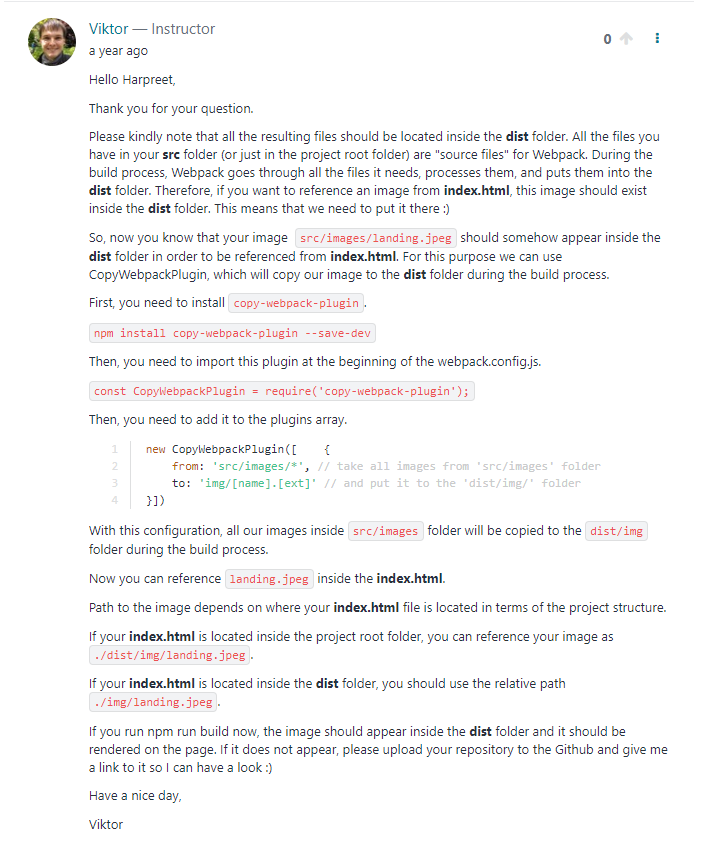 Viktor — Instructor
0
a year ago
Hello Harpreet,
Thank you for your question.
Please kindly note that all the resulting files should be located inside the dist folder. All the files you
have in your src folder (or just in the project root folder) are "source files" for Webpack. During the
build process, Webpack goes through all the files it needs, processes them, and puts them into the
dist folder. Therefore, if you want to reference an image from index.html, this image should exist
inside the dist folder. This means that we need to put it there :)
So, now you know that your image src/images/landing.jpeg should somehow appear inside the
dist folder in order to be referenced from index.html. For this purpose we can use
CopyWebpackPlugin, which will copy our image to the dist folder during the build process.
First, you need to install copy-webpack-plugin.
npm install copy-webpack-plugin --save-dev
Then, you need to import this plugin at the beginning of the webpack.config.js.
const CopyWebpackPlugin = require('copy-webpack-plugin');
Then, you need to add it to the plugins array.
1 new CopyWebpackPlugin([    {
2     from: 'src/images/*', // take all images from 'src/images' folder
3     to: 'img/[name].[ext]' // and put it to the 'dist/img/' folder
4 }])
With this configuration, all our images inside src/images folder will be copied to the dist/img
folder during the build process.
Now you can reference landing.jpeg inside the index.html.
Path to the image depends on where your index.html file is located in terms of the project structure.
If your index.html is located inside the project root folder, you can reference your image as
./dist/img/landing.jpeg.
If your index.html is located inside the dist folder, you should use the relative path
./img/landing.jpeg.
If you run npm run build now, the image should appear inside the dist folder and it should be
rendered on the page. If it does not appear, please upload your repository to the Github and give me
a link to it so I can have a look :)
Have a nice day,
Viktor